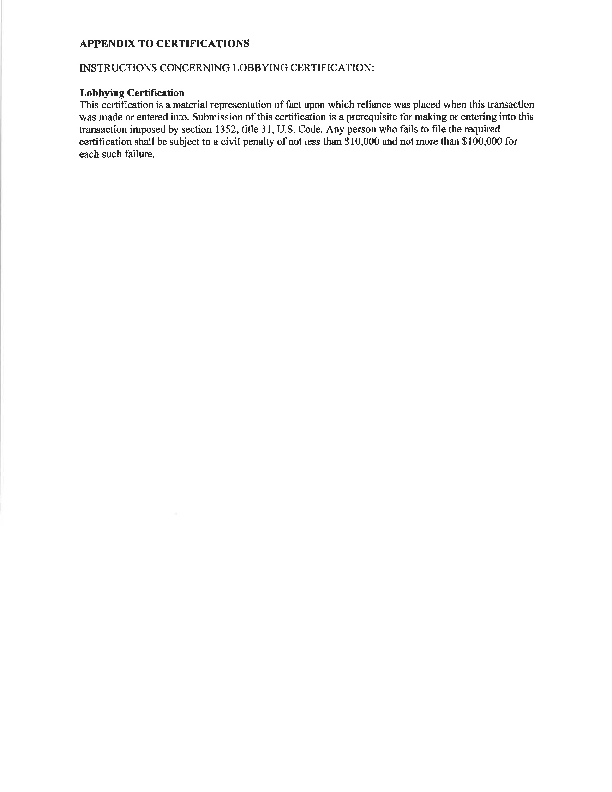 APPENDIX TO CERTIFICATIONS
INSTRUCTIONS CONCERNING LOBBYING CERTIFICATION:
Lobbying Certification
This certification is a material representation of fact upon which reliance was placed when this transaction
was made or entered into. Submission of this certification is a prerequisite for making or entering into this
transaction imposed by section 1352, title 31, U.S. Code. Any person who fails to file the required
certification shall be subject to a civil penalty of not less than $10,000 and not more than $100,000 for
each such failure.